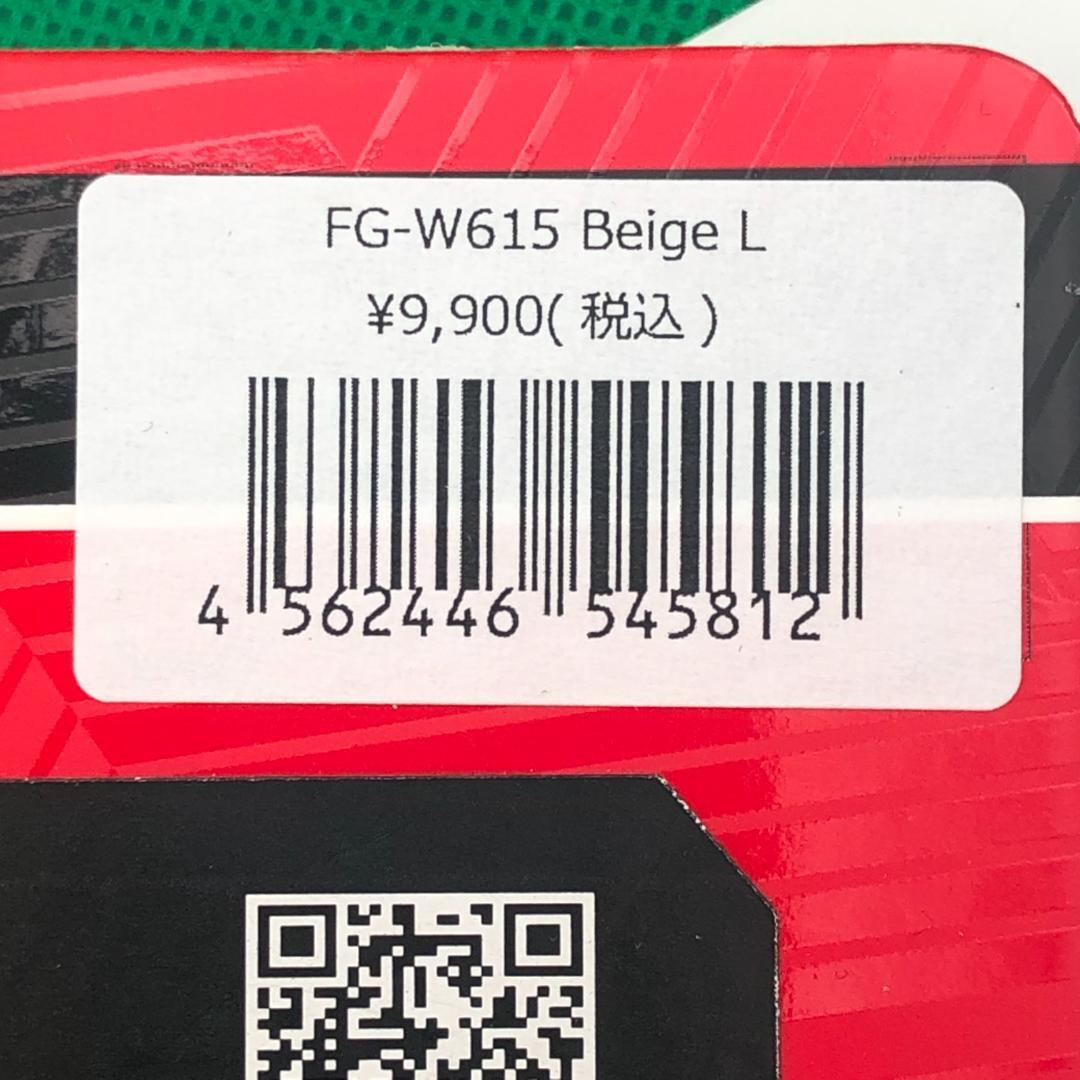 FG-W615 Beige L
¥9,900( 税込 )
4 562446 545812